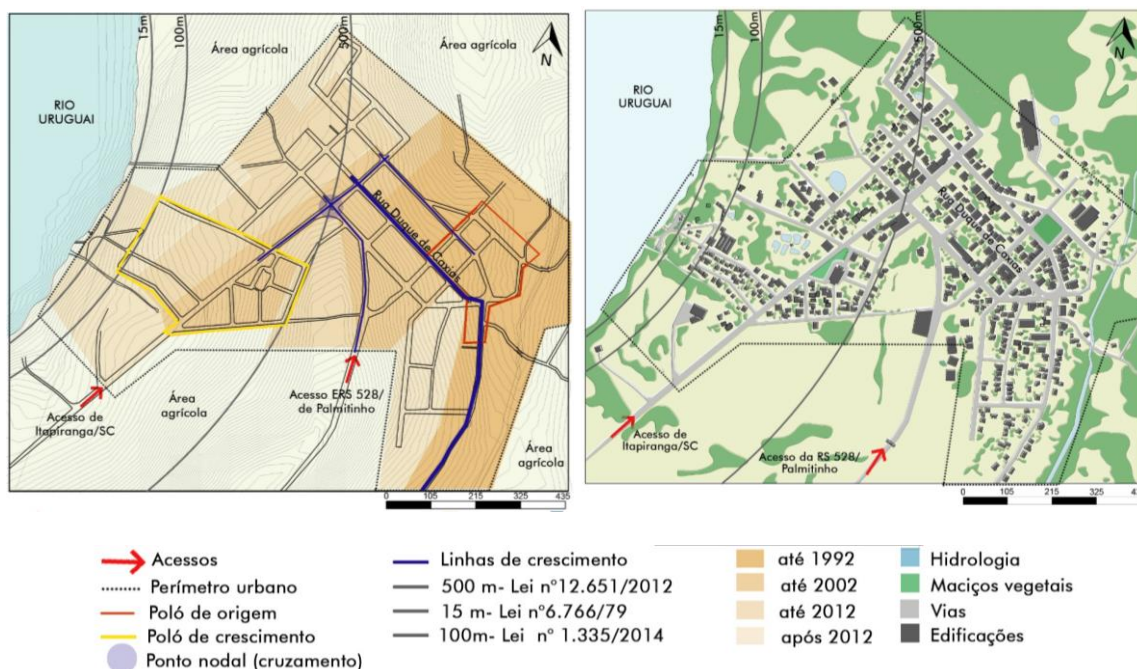 15m
100m
Área agrícola
500m
Área agrícola
N
RIO
URUGUAI
Rua Duque de Caxias
Área
agrícola
Acesso ERS 528/
de Palmitinho
Acesso de
Itapiranga/SC
Área
agrícola
0 105 215 325 435
15m
100m
500m
N
RIO
URUGUAI
Rua Duque de Caxias
Acesso de
Itapiranga/SC
Acesso da RS 528/
Palmitinho
0 105 215 325 43
Acessos
Perímetro urbano
Poló de origem
Poló de crescimento
Ponto nodal (cruzamento)
Linhas de crescimento
500 m- Lei nº12.651/2012
15 m- Lei nº6.766/79
100m- Lei nº 1.335/2014
até 1992
até 2002
até 2012
após 2012
Hidrologia
Maciços vegetais
Vias
Edificações